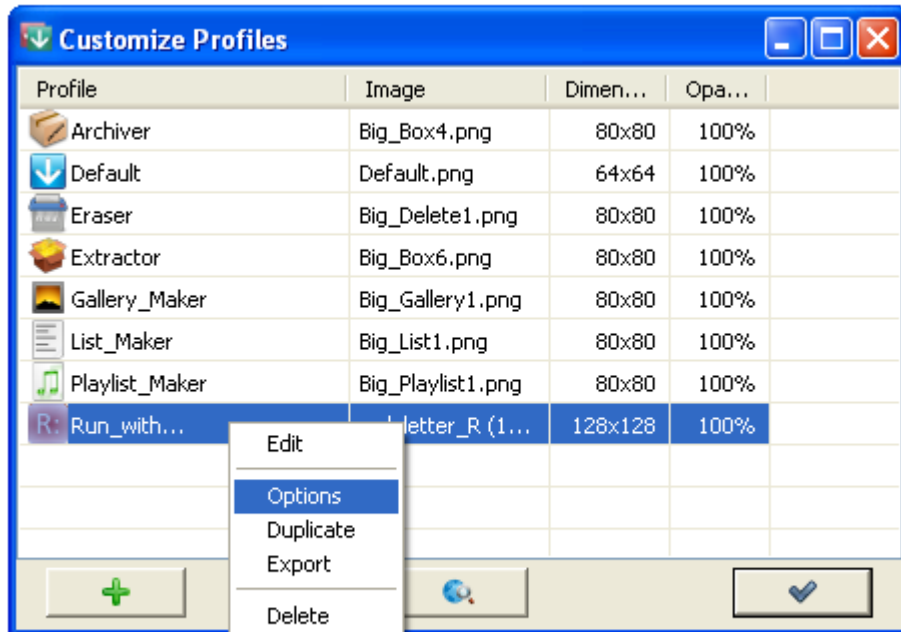 Customize Profiles
Profile Image Dimen... Opa...
Archiver Big_Box4.png 80x80 100%
Default Default.png 64x64 100%
Eraser Big_Delete1.png 80x80 100%
Extractor Big_Box6.png 80x80 100%
Gallery_Maker Big_Gallery1.png 80x80 100%
List_Maker Big_List1.png 80x80 100%
Playlist_Maker Big_Playlist1.png 80x80 100%
R: Run_with... letter_R (1... 128x128 100%
Edit
Options
Duplicate
Export
Delete